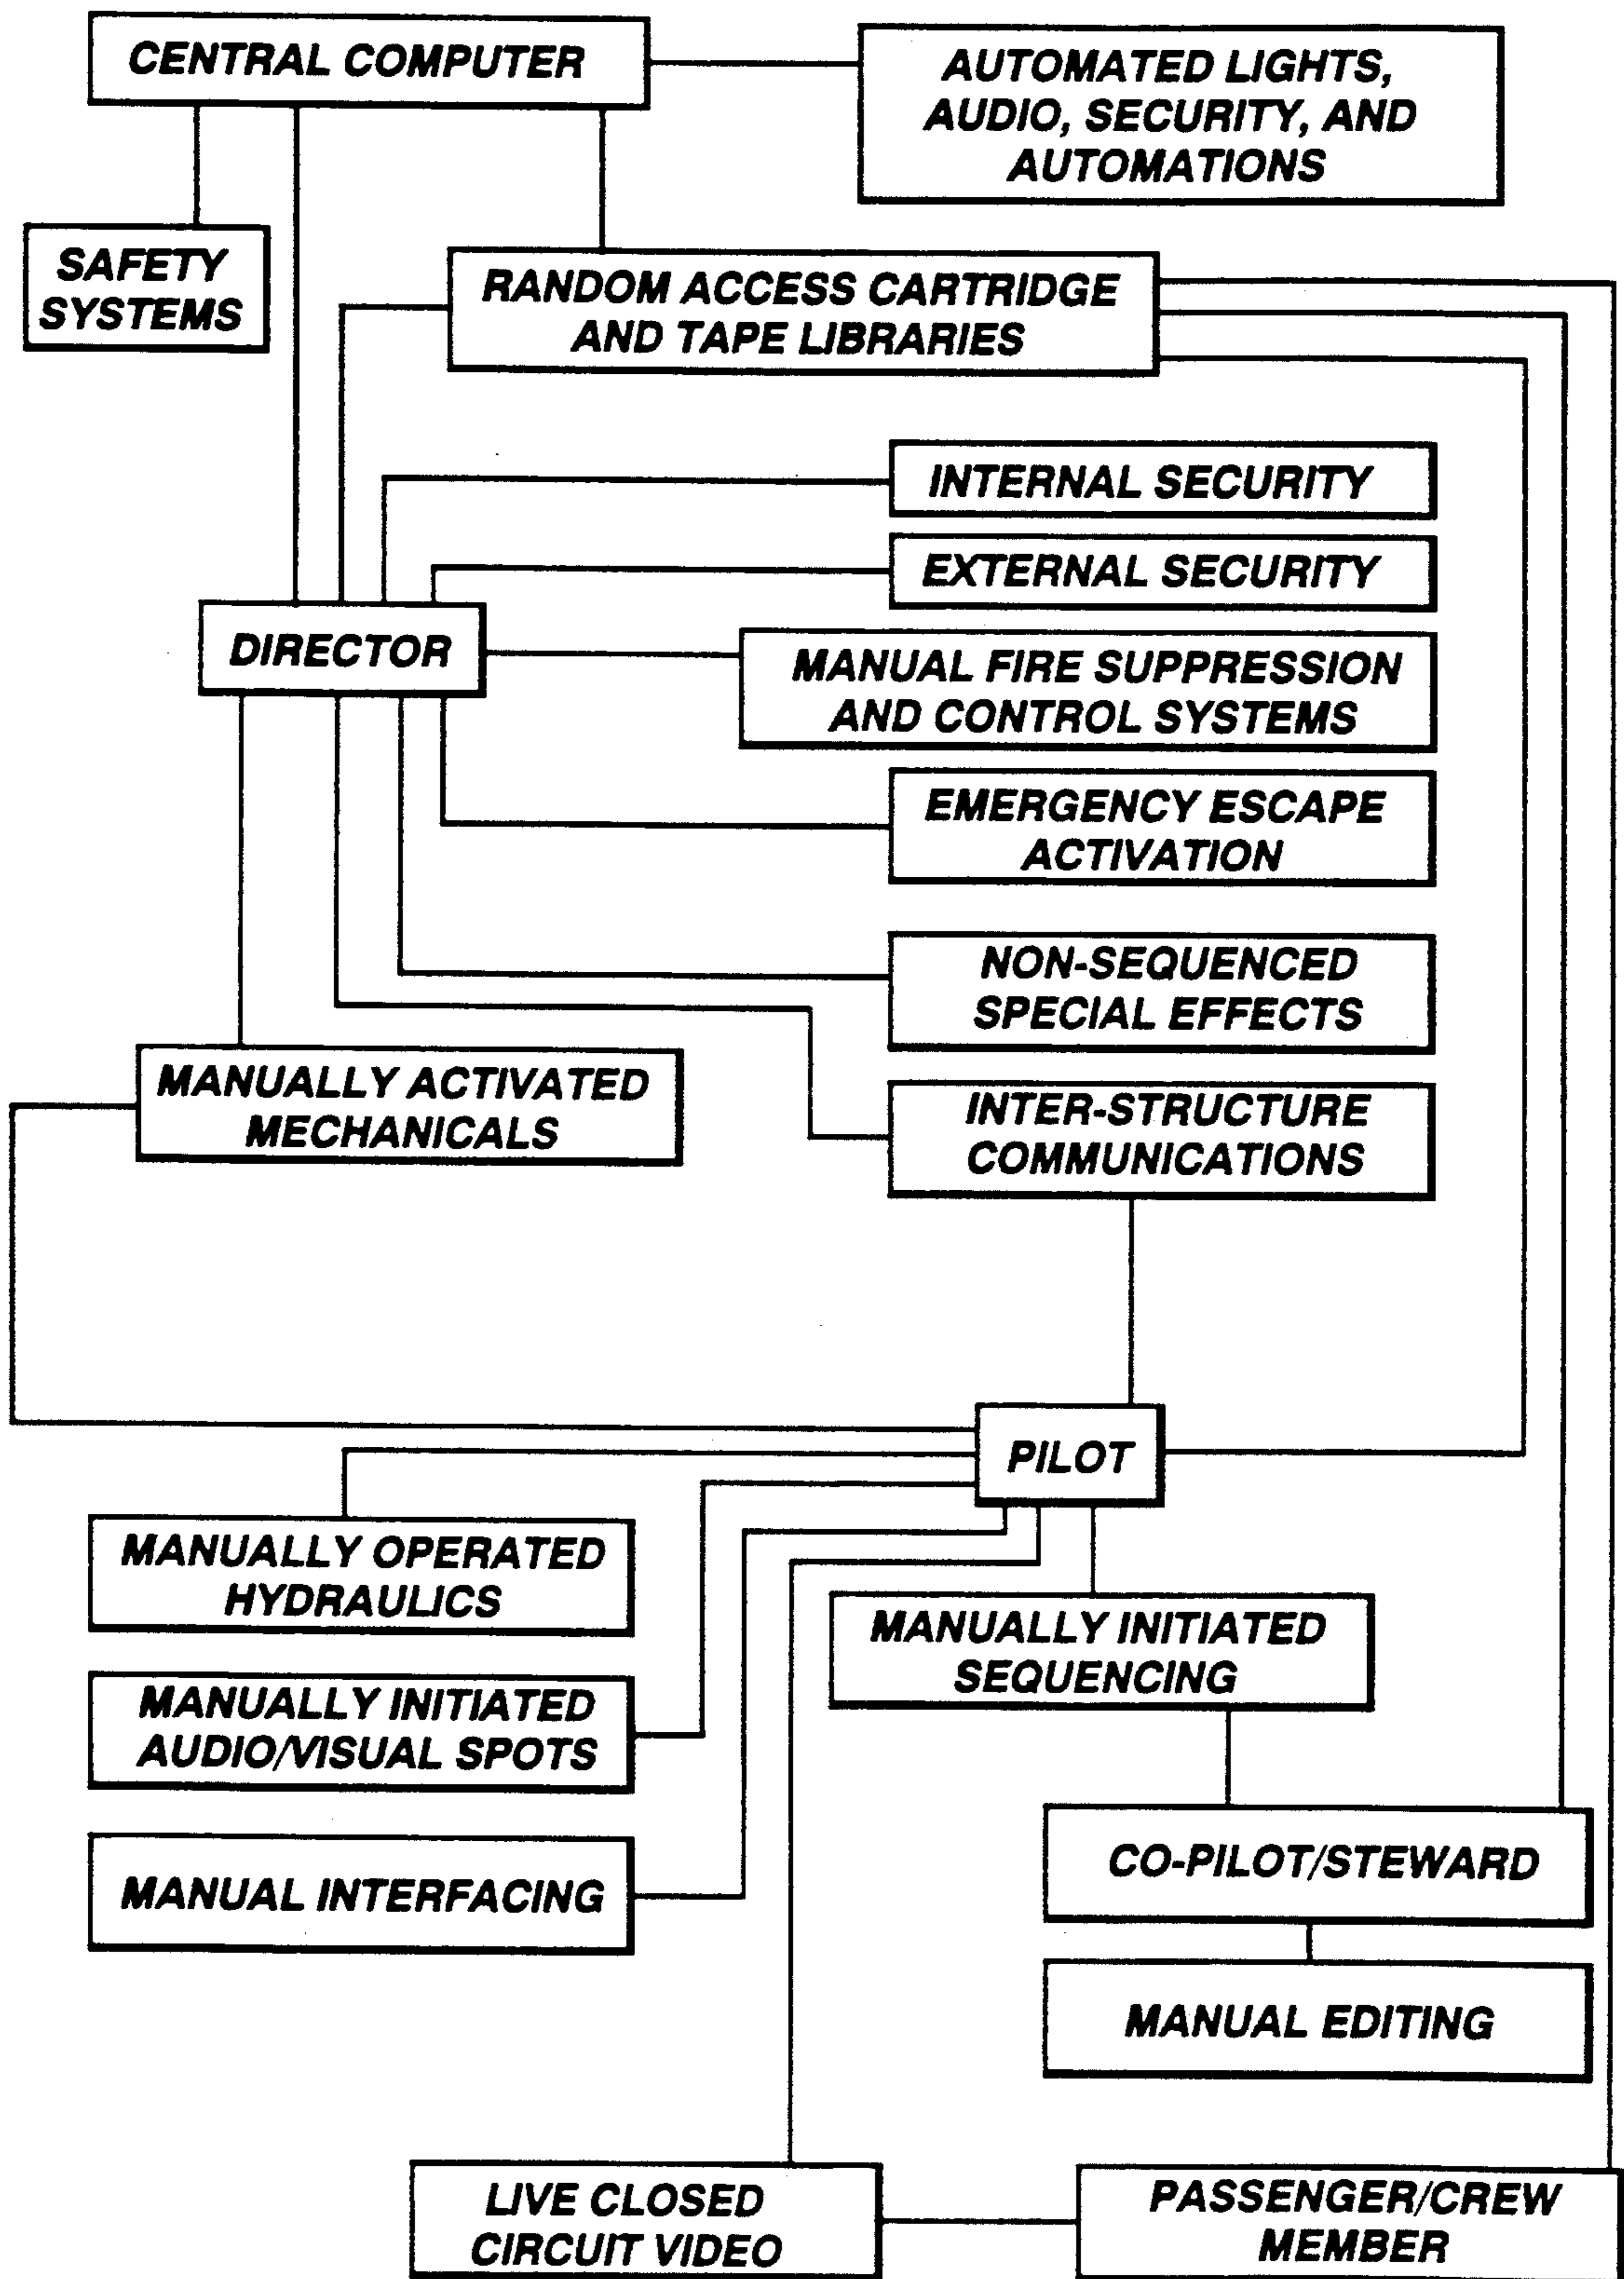 CENTRAL COMPUTER
AUTOMATED LIGHTS,
AUDIO, SECURITY, AND
AUTOMATIONS
SAFETY
SYSTEMS
RANDOM ACCESS CARTRIDGE
AND TAPE LIBRARIES
INTERNAL SECURITY
EXTERNAL SECURITY
DIRECTOR
MANUAL FIRE SUPPRESSION
AND CONTROL SYSTEMS
EMERGENCY ESCAPE
ACTIVATION
NON-SEQUENCED
SPECIAL EFFECTS
MANUALLY ACTIVATED
MECHANICALS
INTER-STRUCTURE
COMMUNICATIONS
PILOT
MANUALLY OPERATED
HYDRAULICS
MANUALLY INITIATED
SEQUENCING
MANUALLY INITIATED
AUDIO/VISUAL SPOTS
CO-PILOT/STEWARD
MANUAL INTERFACING
MANUAL EDITING
LIVE CLOSED
CIRCUIT VIDEO
PASSENGER/CREW
MEMBER